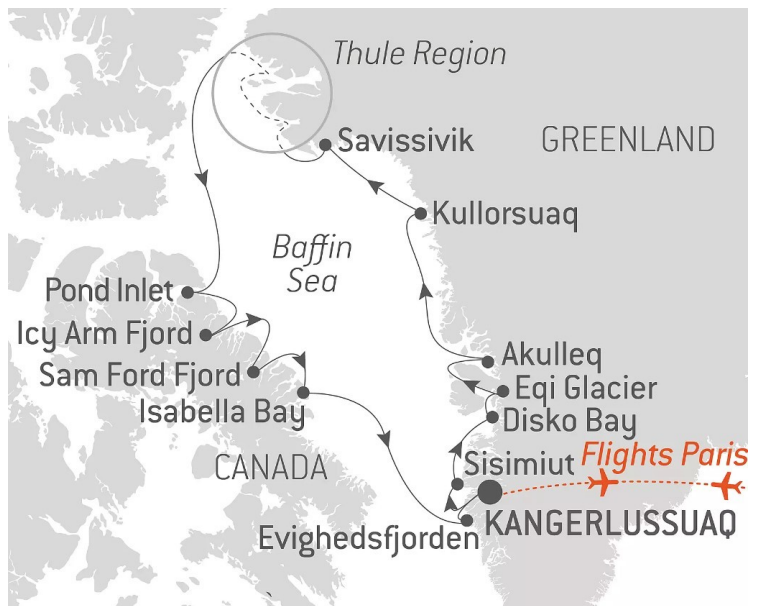 Thule Region
Savissivik
GREENLAND
Kullorsuaq
Baffin
Sea
Pond Inlet
Icy Arm Fjord
Akulleq
Sam Ford Fjord
Eqi Glacier
Isabella Bay
Disko Bay
CANADA
Sisimiut
Flights Paris
KANGERLUSSUAQ
Evighedsfjorden